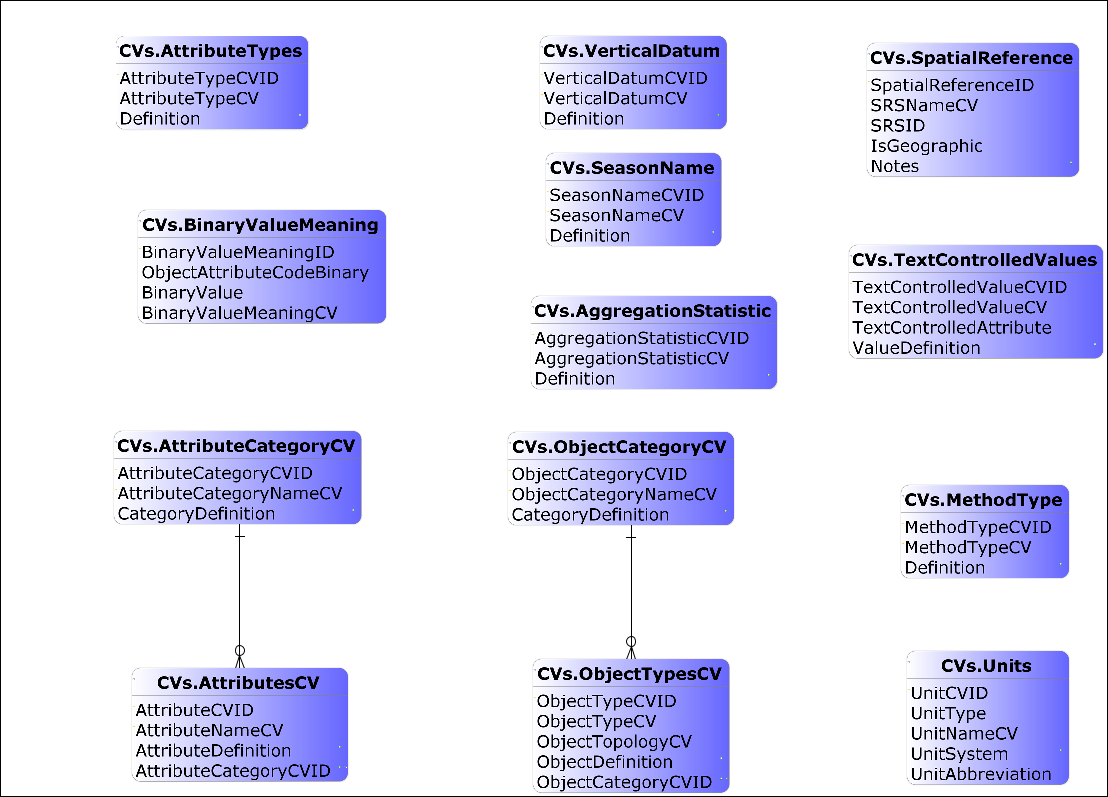 CVs.AttributeTypes
AttributeTypeCVID
AttributeTypeCV
Definition
CVs.VerticalDatum
VerticalDatumCVID
VerticalDatumCV
Definition
CVs.SpatialReference
SpatialReferenceID
SRSNameCV
SRSID
IsGeographic
Notes
CVs.SeasonName
SeasonNameCVID
SeasonNameCV
Definition
CVs.BinaryValueMeaning
BinaryValueMeaningID
ObjectAttributeCodeBinary
BinaryValue
BinaryValueMeaningCV
CVs.TextControlledValues
TextControlledValueCVID
TextControlledValueCV
TextControlledAttribute
ValueDefinition
CVs.AggregationStatistic
AggregationStatisticCVID
AggregationStatisticCV
Definition
CVs.AttributeCategoryCV
AttributeCategoryCVID
AttributeCategoryNameCV
CategoryDefinition
CVs.ObjectCategoryCV
ObjectCategoryCVID
ObjectCategoryNameCV
CategoryDefinition
CVs.MethodType
MethodTypeCVID
MethodTypeCV
Definition
CVs.AttributesCV
AttributeCVID
AttributeNameCV
AttributeDefinition
AttributeCategoryCVID
CVs.ObjectTypesCV
ObjectTypeCVID
ObjectTypeCV
ObjectTopologyCV
ObjectDefinition
ObjectCategoryCVID
CVs.Units
UnitCVID
UnitType
UnitNameCV
UnitSystem
UnitAbbreviation